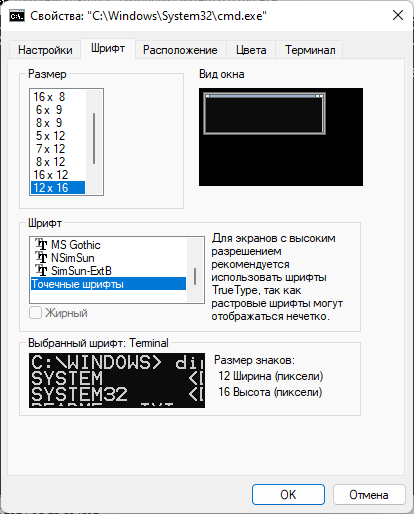 Свойства: "C:\Windows\System32\cmd.exe"
Настройки
Шрифт
Расположение
Цвета
Терминал
Размер
16 x 8
6 x 9
8 x 9
5 x 12
7 x 12
8 x 12
16 x 12
12 x 16
Вид окна
Шрифт
MS Gothic
NSimSun
SimSun-ExtB
Точечные шрифты
Жирный
Для экранов с высоким
разрешением
рекомендуется
использовать шрифты
TrueType, так как
растровые шрифты могут
отображаться нечетко.
Выбранный шрифт: Terminal
C:\WINDOWS> dir
SYSTEM <D
SYSTEM32 <D
Размер знаков:
12 Ширина (пиксели)
16 Высота (пиксели)
OK
Отмена